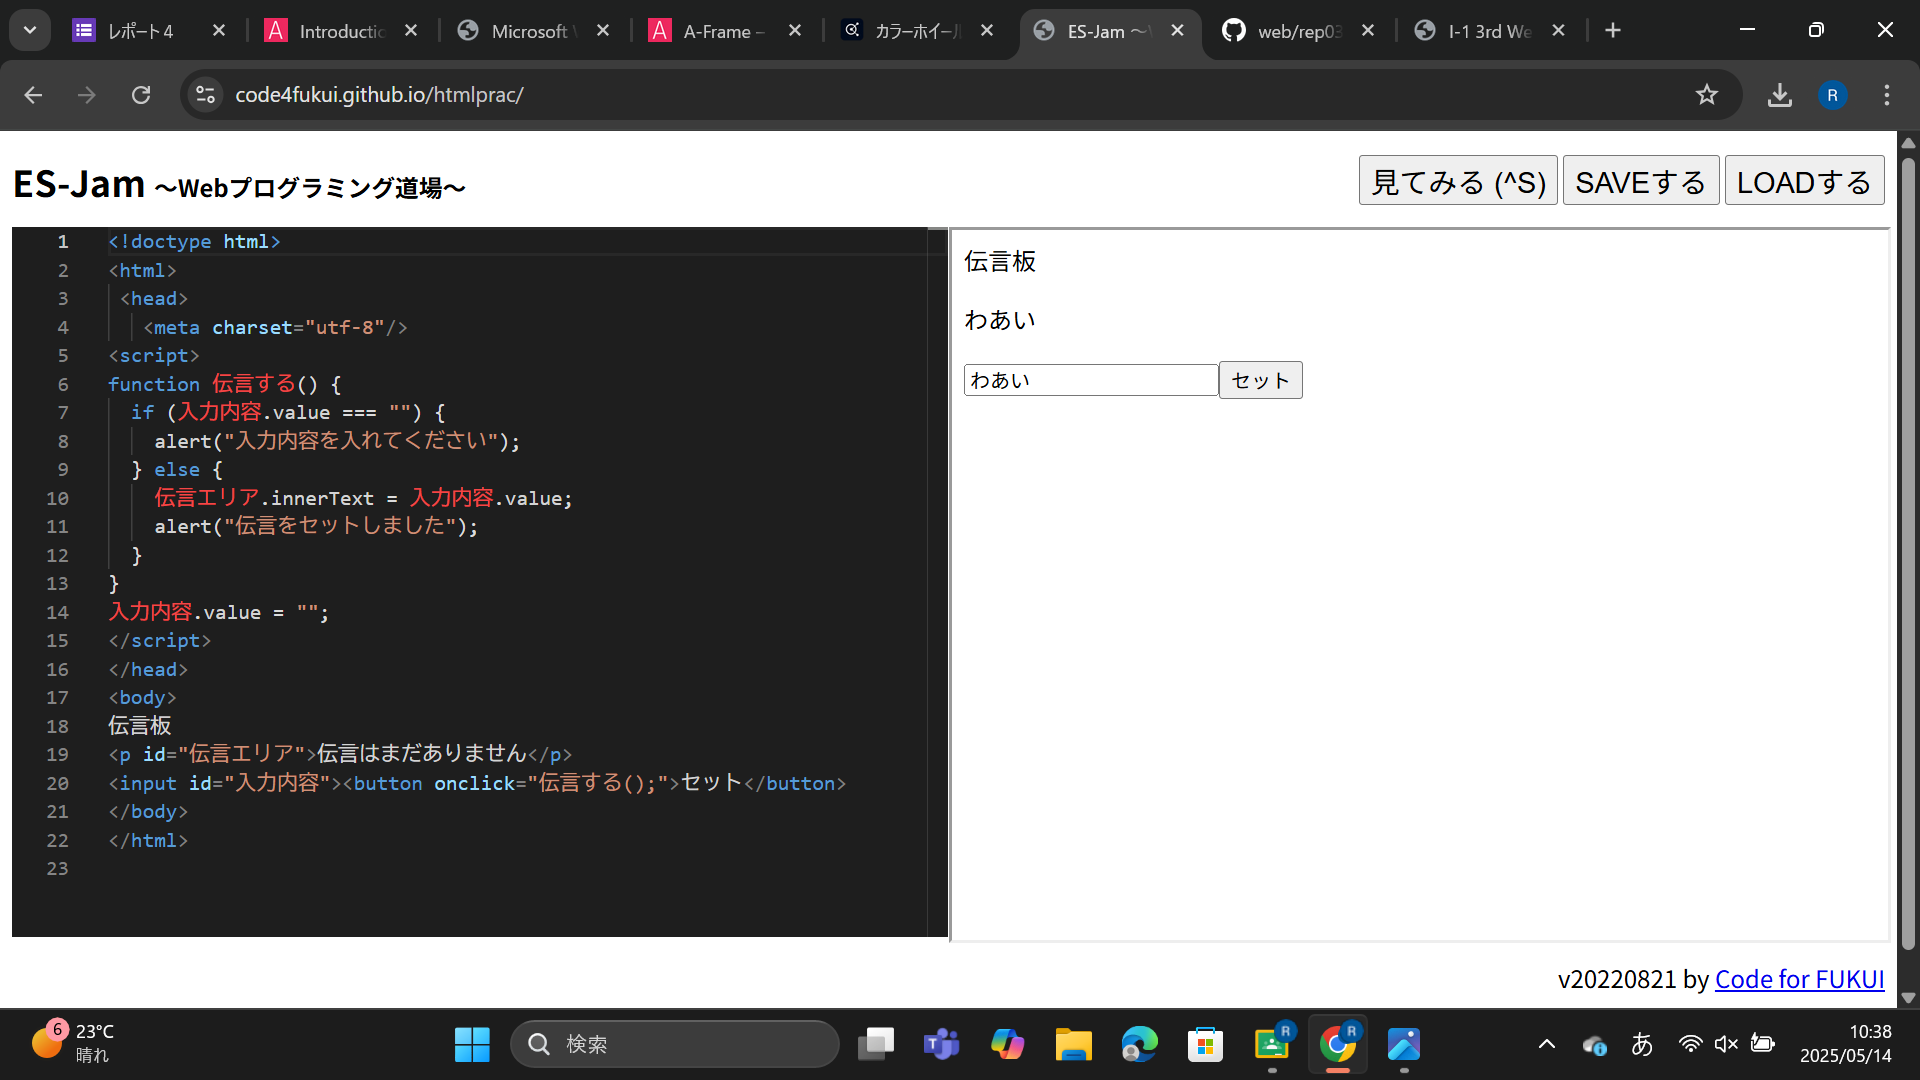 レポート 4
Introductic
Microsoft
A-Frame –
カラーホイール
ES-Jam ～
web/rep03
I-1 3rd We
code4fukui.github.io/htmlprac/
R
ES-Jam ～Webプログラミング道場～
見てみる (^S)
SAVEする
LOADする
1 <!doctype html>
2 <html>
3 <head>
4 <meta charset="utf-8"/>
5 <script>
6 function 伝言する() {
7 if (入力内容.value === "") {
8 alert("入力内容を入れてください");
9 } else {
10 伝言エリア.innerText = 入力内容.value;
11 alert("伝言をセットしました");
12 }
13 }
14 入力内容.value = "";
15 </script>
16 </head>
17 <body>
18 伝言板
19 <p id="伝言エリア">伝言はまだありません</p>
20 <input id="入力内容"><button onclick="伝言する();">セット</button>
21 </body>
22 </html>
23
伝言板
わあい
わあい
セット
v20220821 by Code for FUKUI
6
23°C
晴れ
検索
T
R
R
あ
10:38
2025/05/14